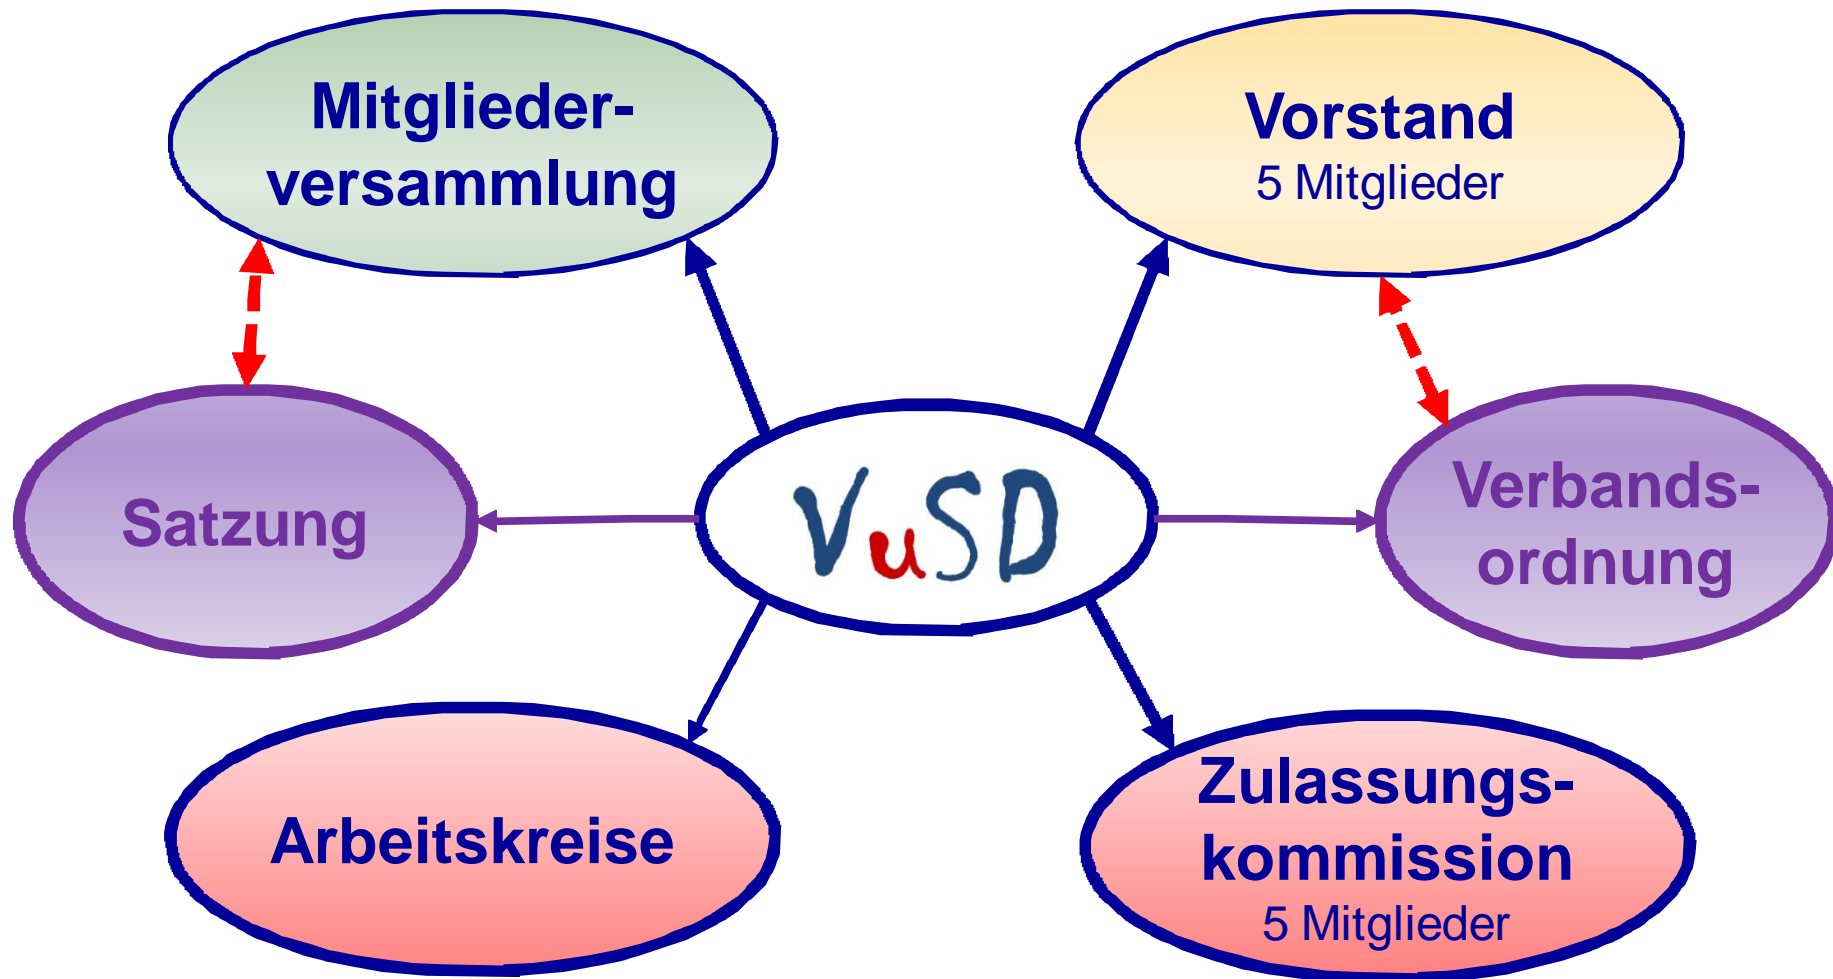 Mitglieder-
versammlung
Vorstand
5 Mitglieder
Satzung
VuSD
Verbands-
ordnung
Arbeitskreise
Zulassungs-
kommission
5 Mitglieder